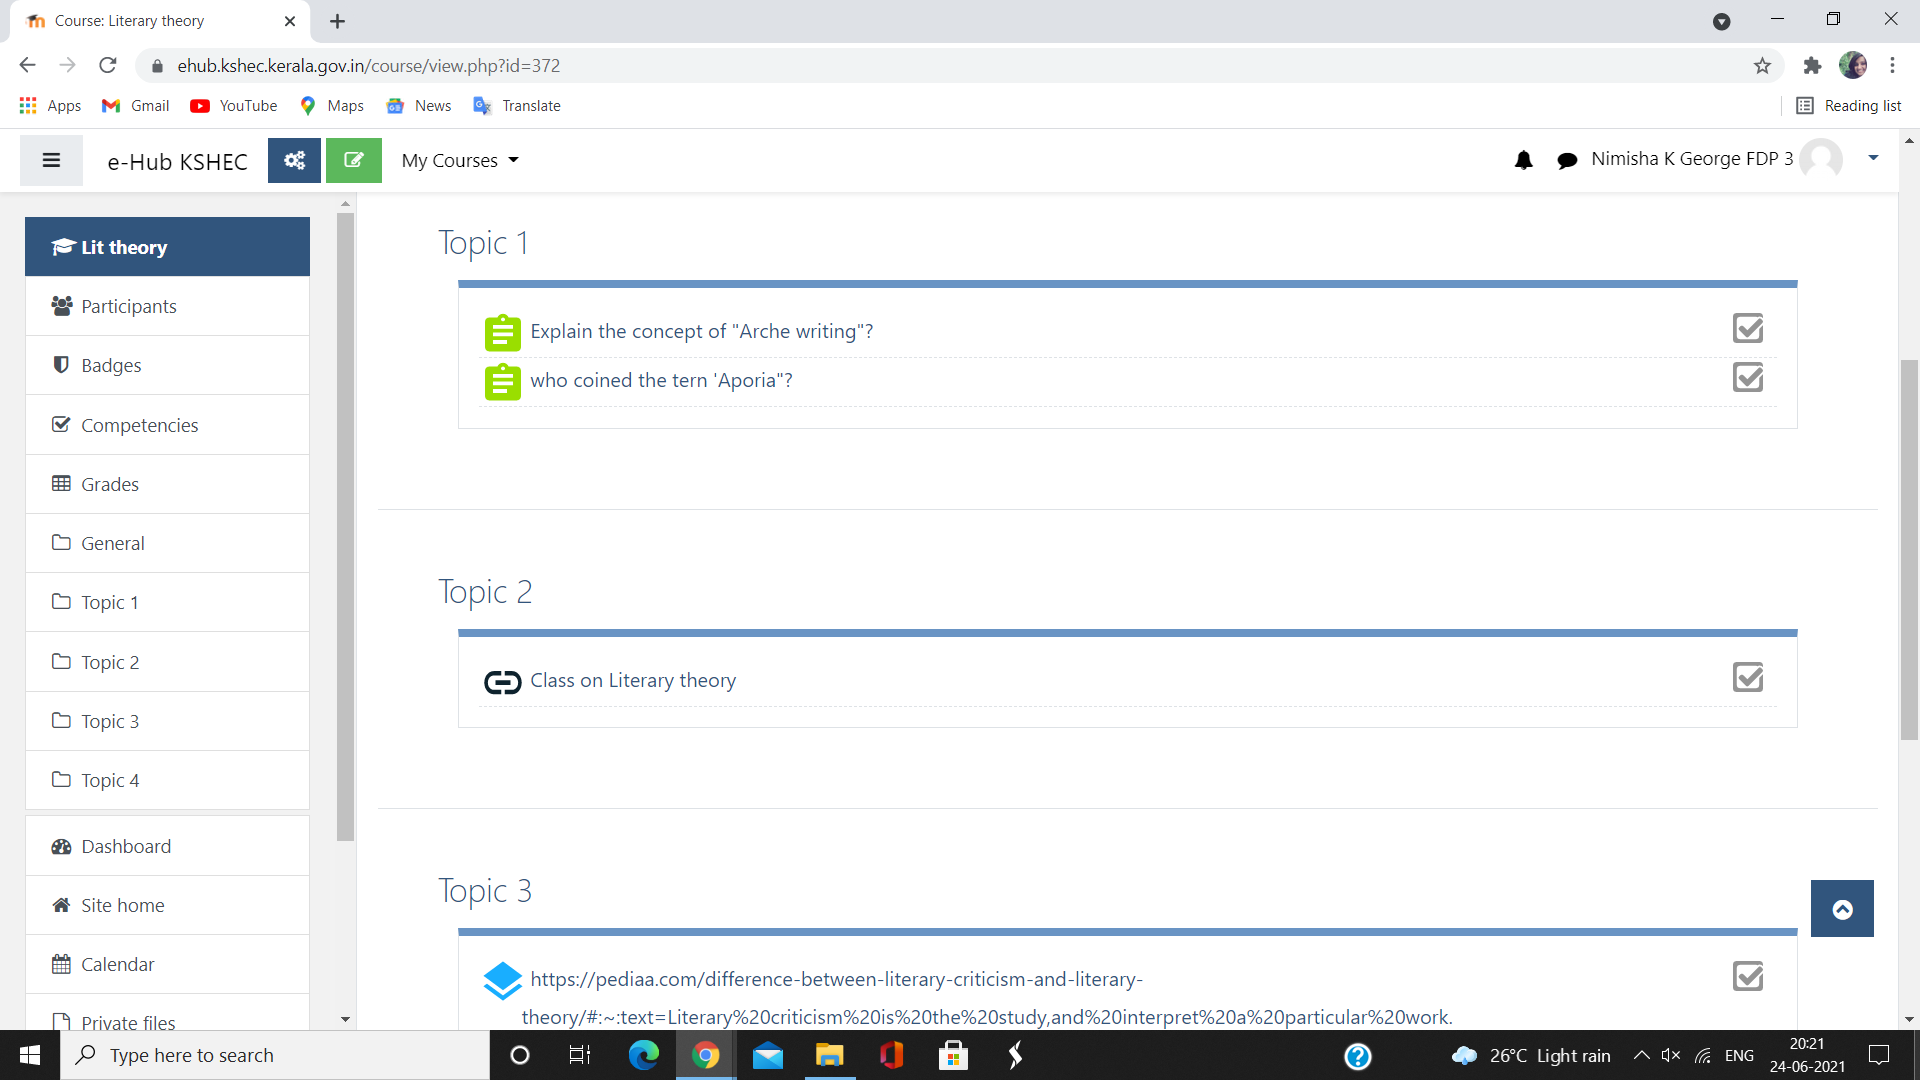 Course: Literary theory
ehub.kshec.kerala.gov.in/course/view.php?id=372
Apps Gmail YouTube Maps News Translate Reading list
e-Hub KSHEC My Courses Nimisha K George FDP 3
Lit theory
Participants
Badges
Competencies
Grades
General
Topic 1
Topic 2
Topic 3
Topic 4
Dashboard
Site home
Calendar
Private files
Topic 1
Explain the concept of "Arche writing"?
who coined the tern 'Aporia"?
Topic 2
Class on Literary theory
Topic 3
https://pediaa.com/difference-between-literary-criticism-and-literary-
theory/#:~:text=Literary%20criticism%20is%20the%20study,and%20interpret%20a%20particular%20work.
Type here to search
26°C Light rain
ENG
20:21
24-06-2021